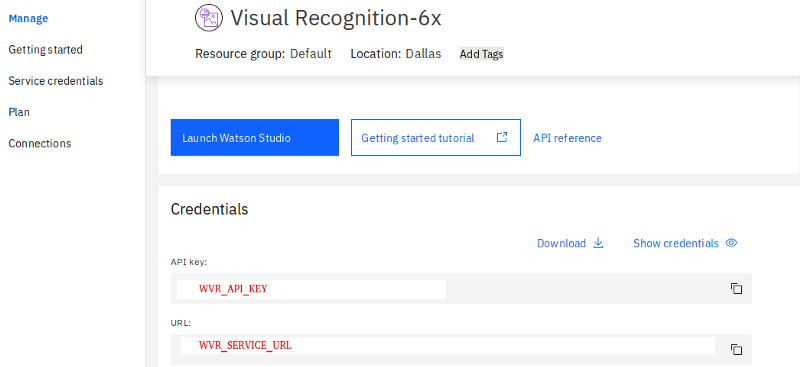 Manage
Getting started
Service credentials
Plan
Connections
Visual Recognition-6x
Resource group: Default Location: Dallas Add Tags
Launch Watson Studio Getting started tutorial API reference
Credentials
Download Show credentials
API key:
WVR_API_KEY
URL:
WVR_SERVICE_URL